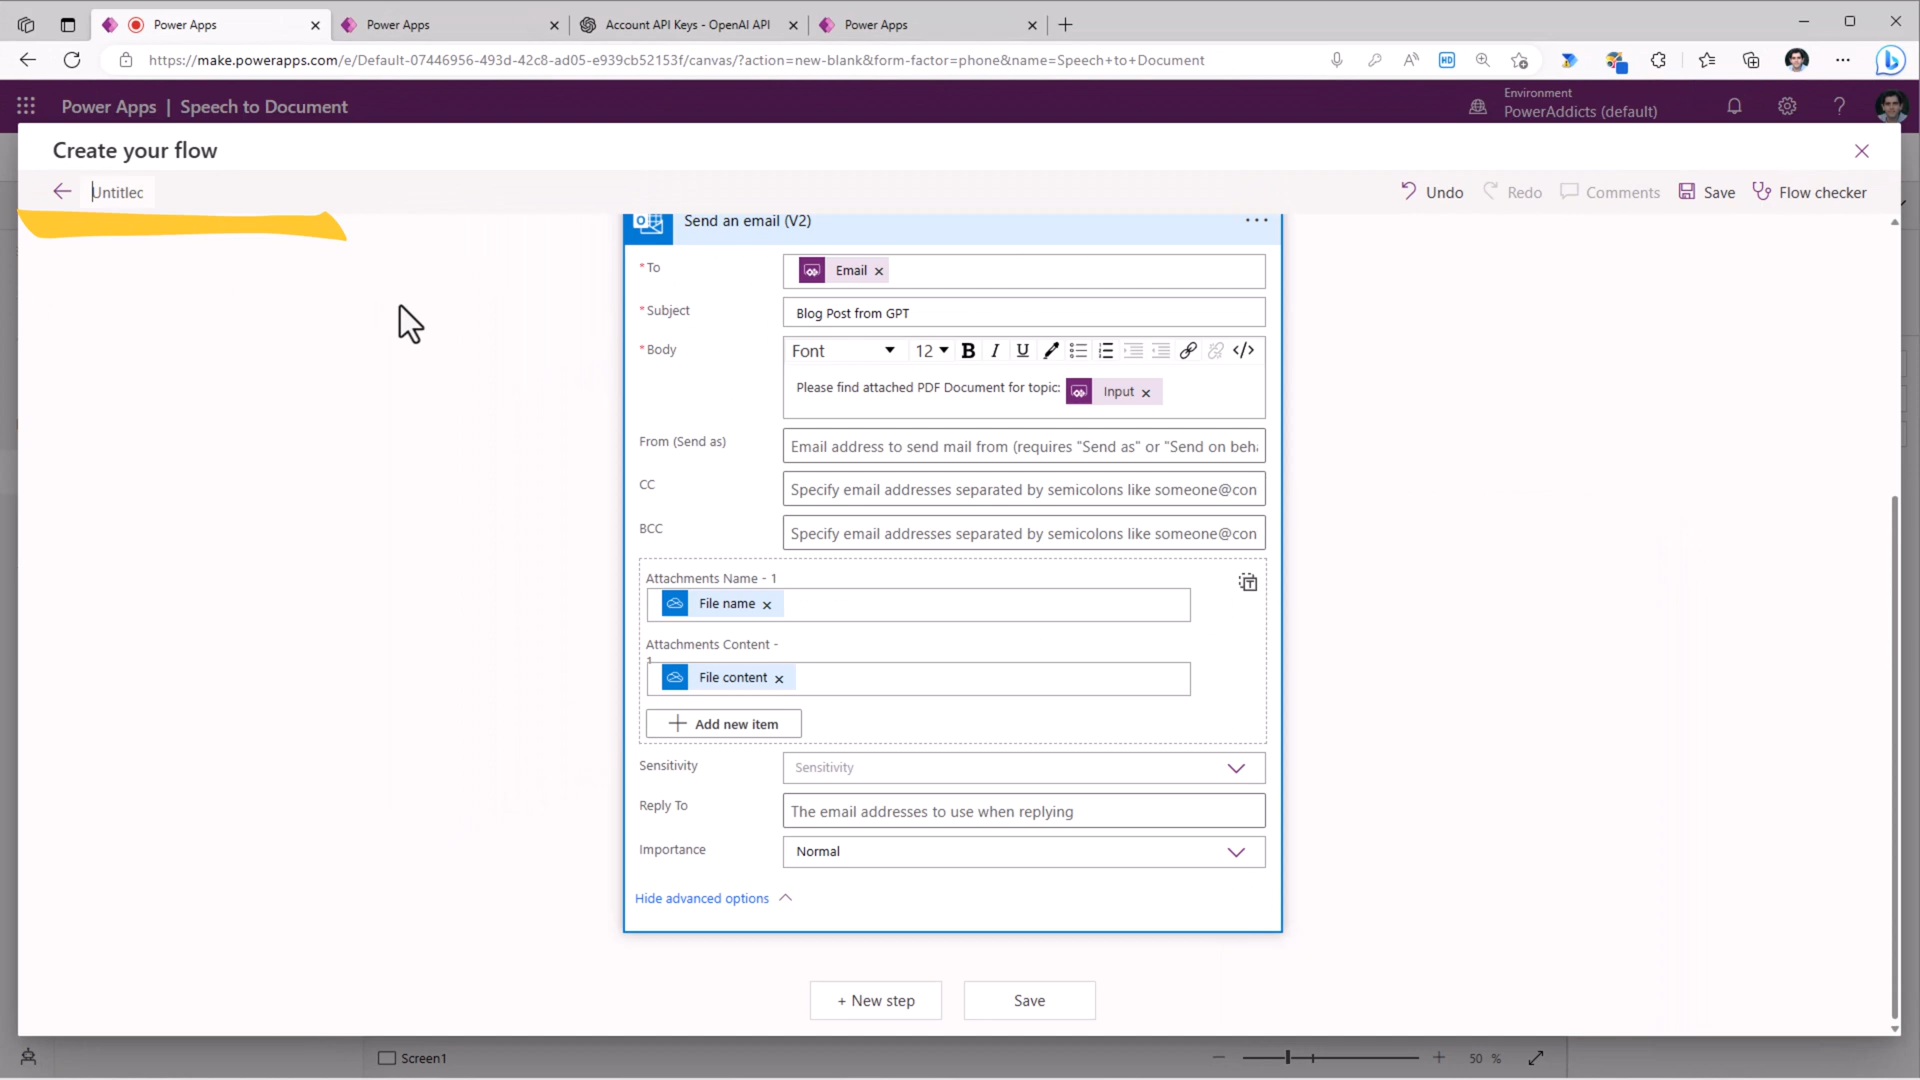 Power Apps
Power Apps
Account API Keys - OpenAI API
Power Apps
https://make.powerapps.com/e/Default-07446956-493d-42c8-ad05-e939cb52153f/canvas/?action=new-blank&form-factor=phone&name=Speech+to+Document
HD
Power Apps | Speech to Document
Environment
PowerAddicts (default)
Create your flow
Untitlec
Undo
Redo
Comments
Save
Flow checker
Send an email (V2)
* To
Email
* Subject
Blog Post from GPT
* Body
Font
12
B
I
U
</>
Please find attached PDF Document for topic: Input
From (Send as)
Email address to send mail from (requires "Send as" or "Send on beha
CC
Specify email addresses separated by semicolons like someone@con
BCC
Specify email addresses separated by semicolons like someone@con
Attachments Name - 1
File name
Attachments Content -
1
File content
+ Add new item
Sensitivity
Sensitivity
Reply To
The email addresses to use when replying
Importance
Normal
Hide advanced options
+ New step
Save
Screen1
50 %